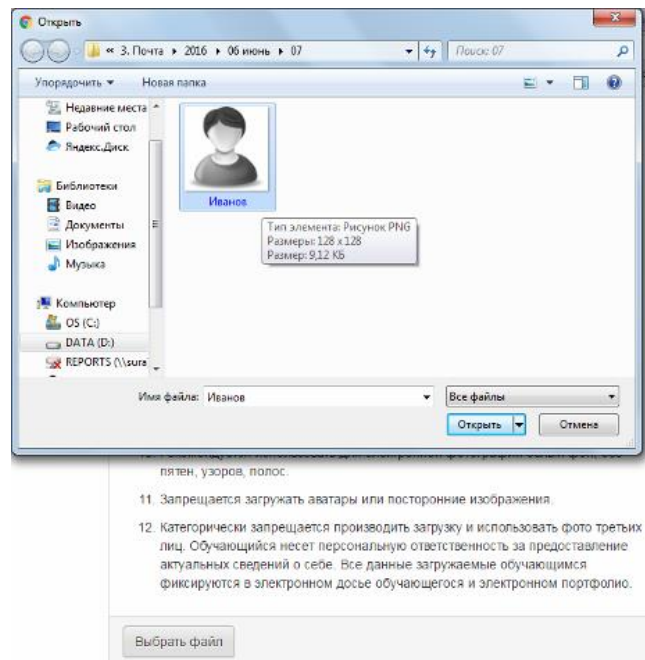 Открыть
« 3. Почта ▸ 2016 ▸ 06 июнь ▸ 07
Поиск: 07
Упорядочить ▾ Новая папка
Недавние места
Рабочий стол
Яндекс.Диск
Библиотеки
Видео
Документы
Изображения
Музыка
Компьютер
OS (C:)
DATA (D:)
REPORTS (\\sura
Иванов
Тип элемента: Рисунок PNG
Размеры: 128 x 128
Размер: 9,12 КБ
Имя файла: Иванов
Все файлы
Открыть Отмена
пятен, узоров, полос.
11. Запрещается загружать аватары или посторонние изображения.
12. Категорически запрещается производить загрузку и использовать фото третьих
лиц. Обучающийся несет персональную ответственность за предоставление
актуальных сведений о себе. Все данные загружаемые обучающимся
фиксируются в электронном досье обучающегося и электронном портфолио.
Выбрать файл